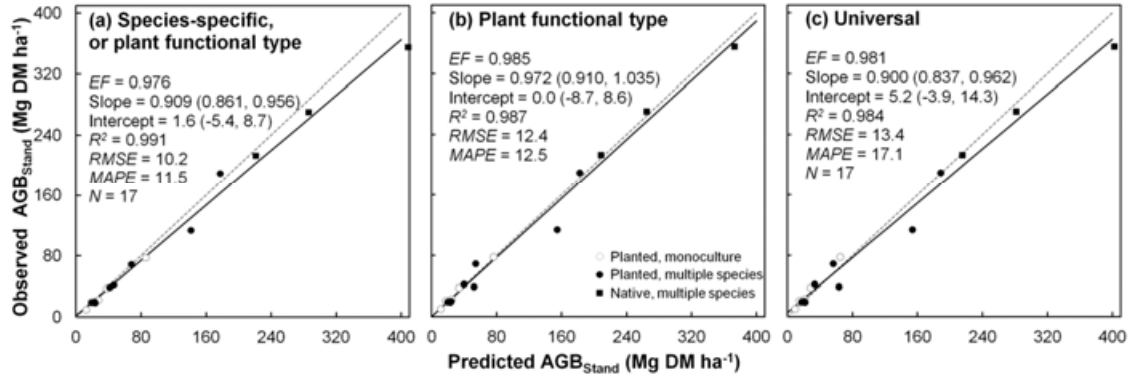 Observed AGBStand (Mg DM ha-1)
400
320
240
160
80
0
(a) Species-specific,
or plant functional type
EF = 0.976
Slope = 0.909 (0.861, 0.956)
Intercept = 1.6 (-5.4, 8.7)
R² = 0.991
RMSE = 10.2
MAPE = 11.5
N = 17
0 80 160 240 320 400
(b) Plant functional type
EF = 0.985
Slope = 0.972 (0.910, 1.035)
Intercept = 0.0 (-8.7, 8.6)
R² = 0.987
RMSE = 12.4
MAPE = 12.5
Planted, monoculture
Planted, multiple species
Native, multiple species
0 80 160 240 320 400
(c) Universal
EF = 0.981
Slope = 0.900 (0.837, 0.962)
Intercept = 5.2 (-3.9, 14.3)
R² = 0.984
RMSE = 13.4
MAPE = 17.1
N = 17
0 80 160 240 320 400
Predicted AGBStand (Mg DM ha-1)